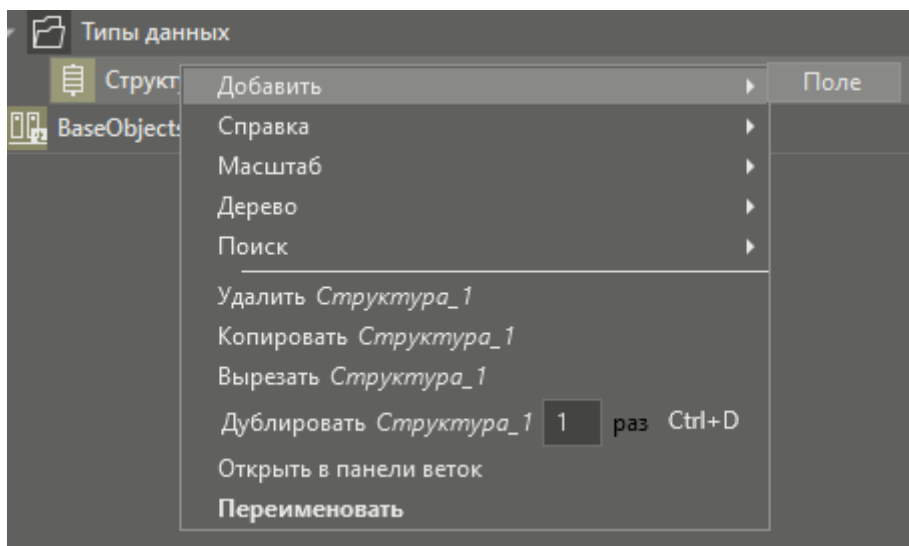 Типы данных
Структ
BaseObjects
Добавить
Поле
Справка
Масштаб
Дерево
Поиск
Удалить Структура_1
Копировать Структура_1
Вырезать Структура_1
Дублировать Структура_1 1 раз Ctrl+D
Открыть в панели веток
Переименовать